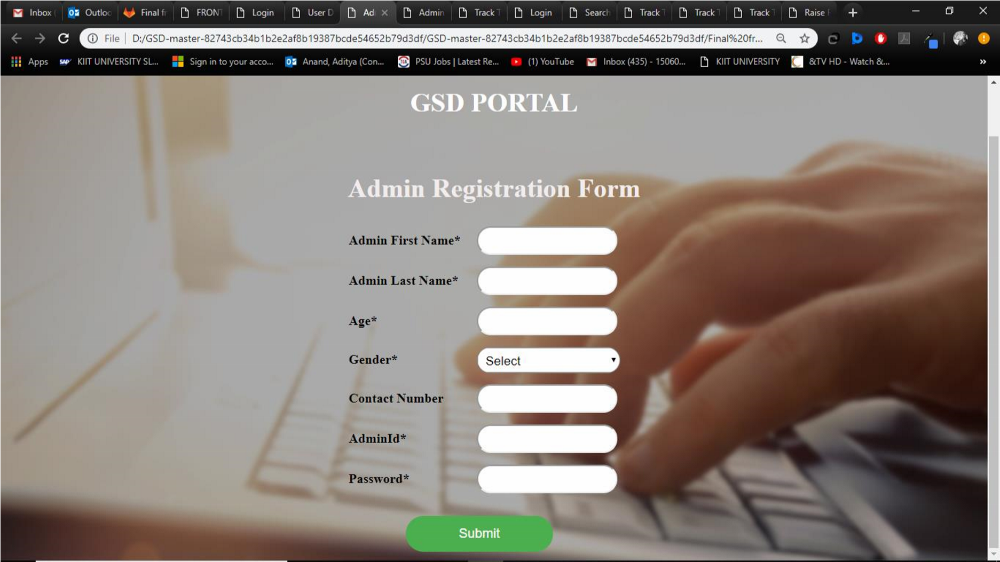 Inbox Outloo Final fr FRONT Login User D Ad Admin Track T Login Search Track T Track T Track T Raise
File D:/GSD-master-82743cb34b1b2e2af8b19387bcde54652b79d3df/GSD-master-82743cb34b1b2e2af8b19387bcde54652b79d3df/Final%20fr...
Apps KIIT UNIVERSITY SL... Sign in to your acco... Anand, Aditya (Con... PSU Jobs | Latest Re... (1) YouTube Inbox (435) - 15060... KIIT UNIVERSITY &TV HD - Watch &... »
GSD PORTAL
Admin Registration Form
Admin First Name*
Admin Last Name*
Age*
Gender* Select
Contact Number
AdminId*
Password*
Submit